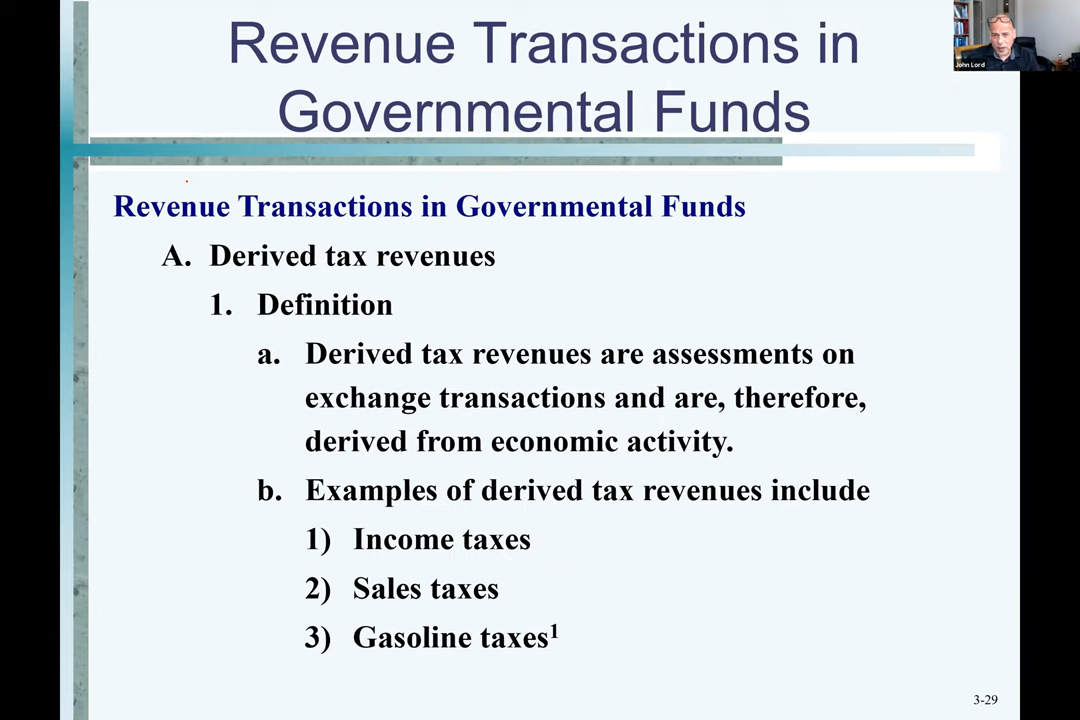 Revenue Transactions in
Governmental Funds
John Lord
Revenue Transactions in Governmental Funds
A. Derived tax revenues
1. Definition
a. Derived tax revenues are assessments on
exchange transactions and are, therefore,
derived from economic activity.
b. Examples of derived tax revenues include
1) Income taxes
2) Sales taxes
3) Gasoline taxes¹
3-29